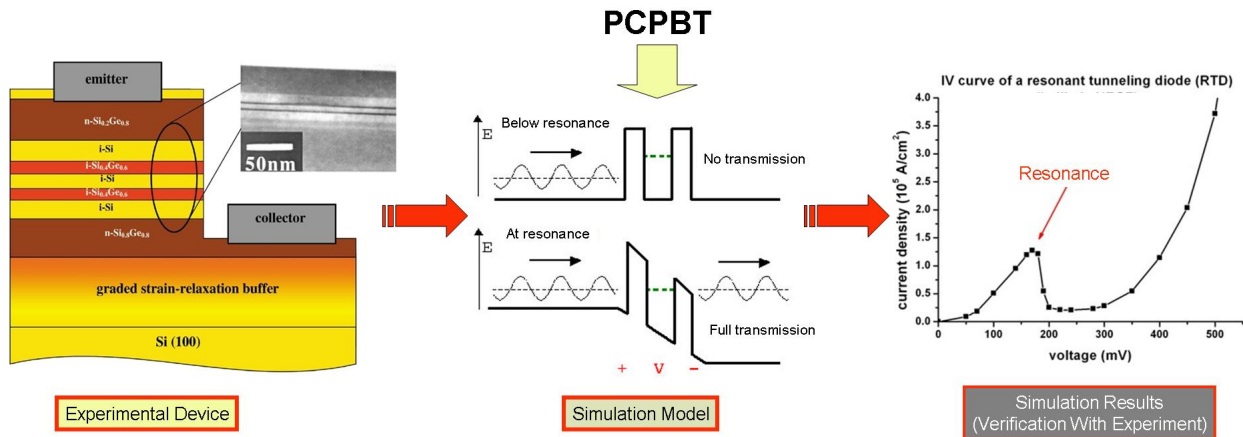 PCPBT
emitter
n-Si0.2Ge0.8
i-Si
i-Si0.4Ge0.6
i-Si
i-Si0.4Ge0.6
i-Si
n-Si0.8Ge0.8
collector
graded strain-relaxation buffer
Si (100)
50nm
Experimental Device
E
Below resonance
No transmission
E
At resonance
Full transmission
+ V −
Simulation Model
IV curve of a resonant tunneling diode (RTD)
current density (10⁵ A/cm²)
4.0
3.5
3.0
2.5
2.0
1.5
1.0
0.5
0.0
Resonance
0 100 200 300 400 500
voltage (mV)
Simulation Results
(Verification With Experiment)